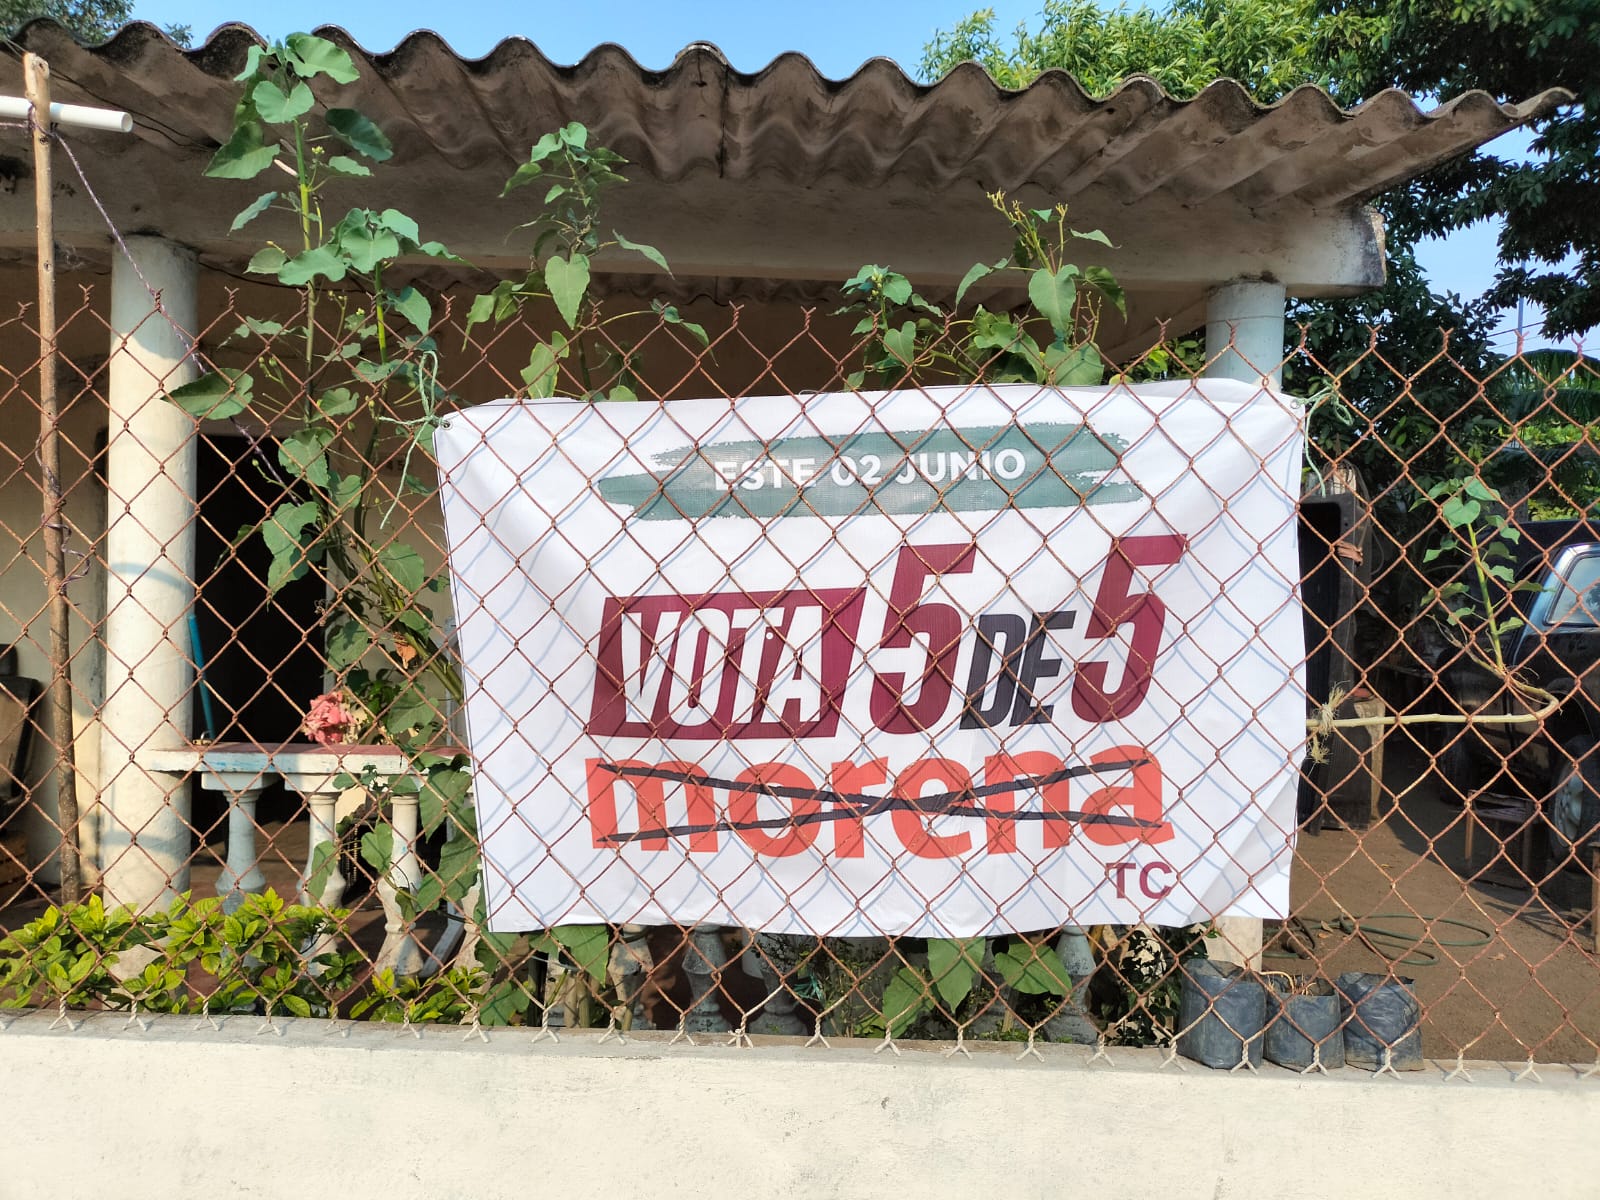 ESTE 02 JUNIO
VOTA 5 DE 5
morena
TC